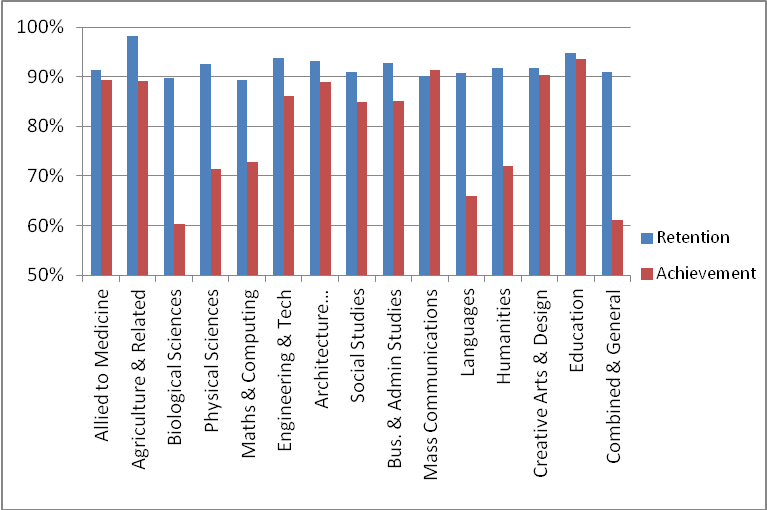 100%
90%
80%
70%
60%
50%
Retention
Achievement
Allied to Medicine
Agriculture & Related
Biological Sciences
Physical Sciences
Maths & Computing
Engineering & Tech
Architecture...
Social Studies
Bus. & Admin Studies
Mass Communications
Languages
Humanities
Creative Arts & Design
Education
Combined & General